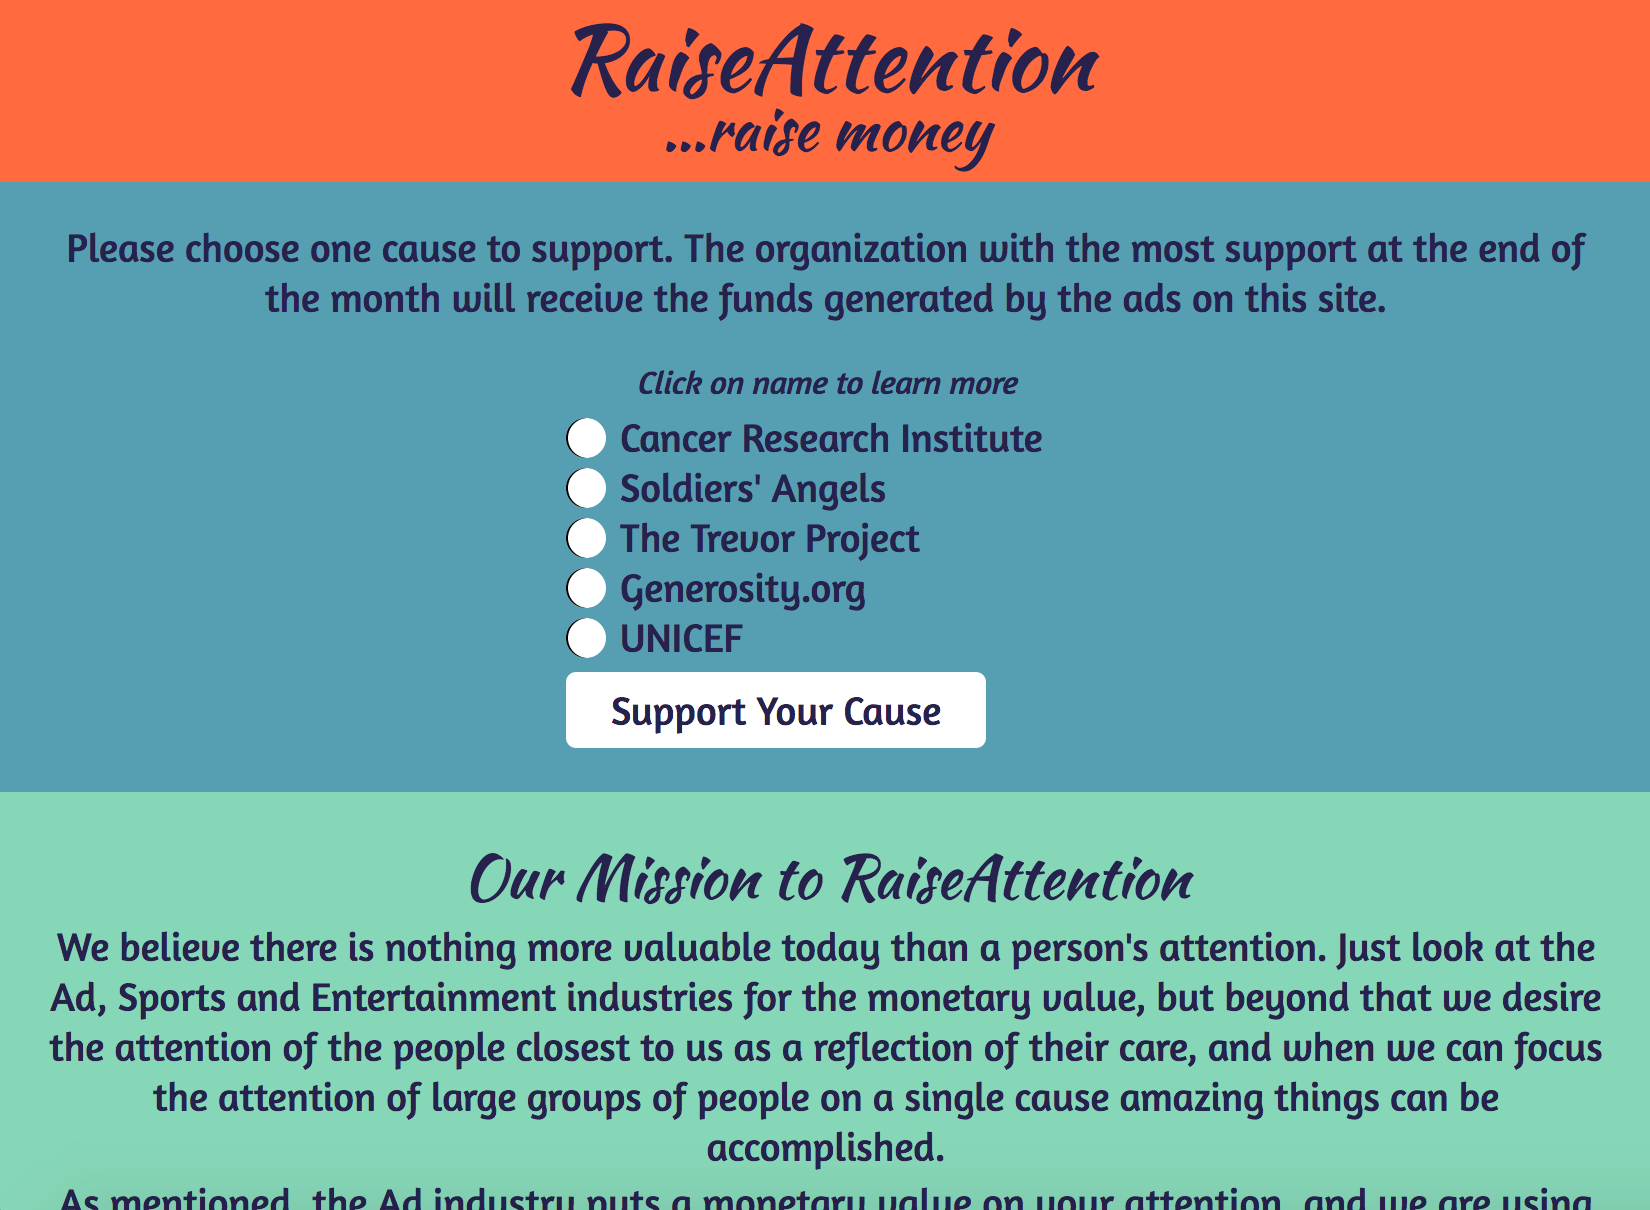 RaiseAttention
...raise money
Please choose one cause to support. The organization with the most support at the end of
the month will receive the funds generated by the ads on this site.
Click on name to learn more
Cancer Research Institute
Soldiers' Angels
The Trevor Project
Generosity.org
UNICEF
Support Your Cause
Our Mission to RaiseAttention
We believe there is nothing more valuable today than a person's attention. Just look at the
Ad, Sports and Entertainment industries for the monetary value, but beyond that we desire
the attention of the people closest to us as a reflection of their care, and when we can focus
the attention of large groups of people on a single cause amazing things can be
accomplished.
As mentioned, the Ad industry puts a monetary value on your attention, and we are using